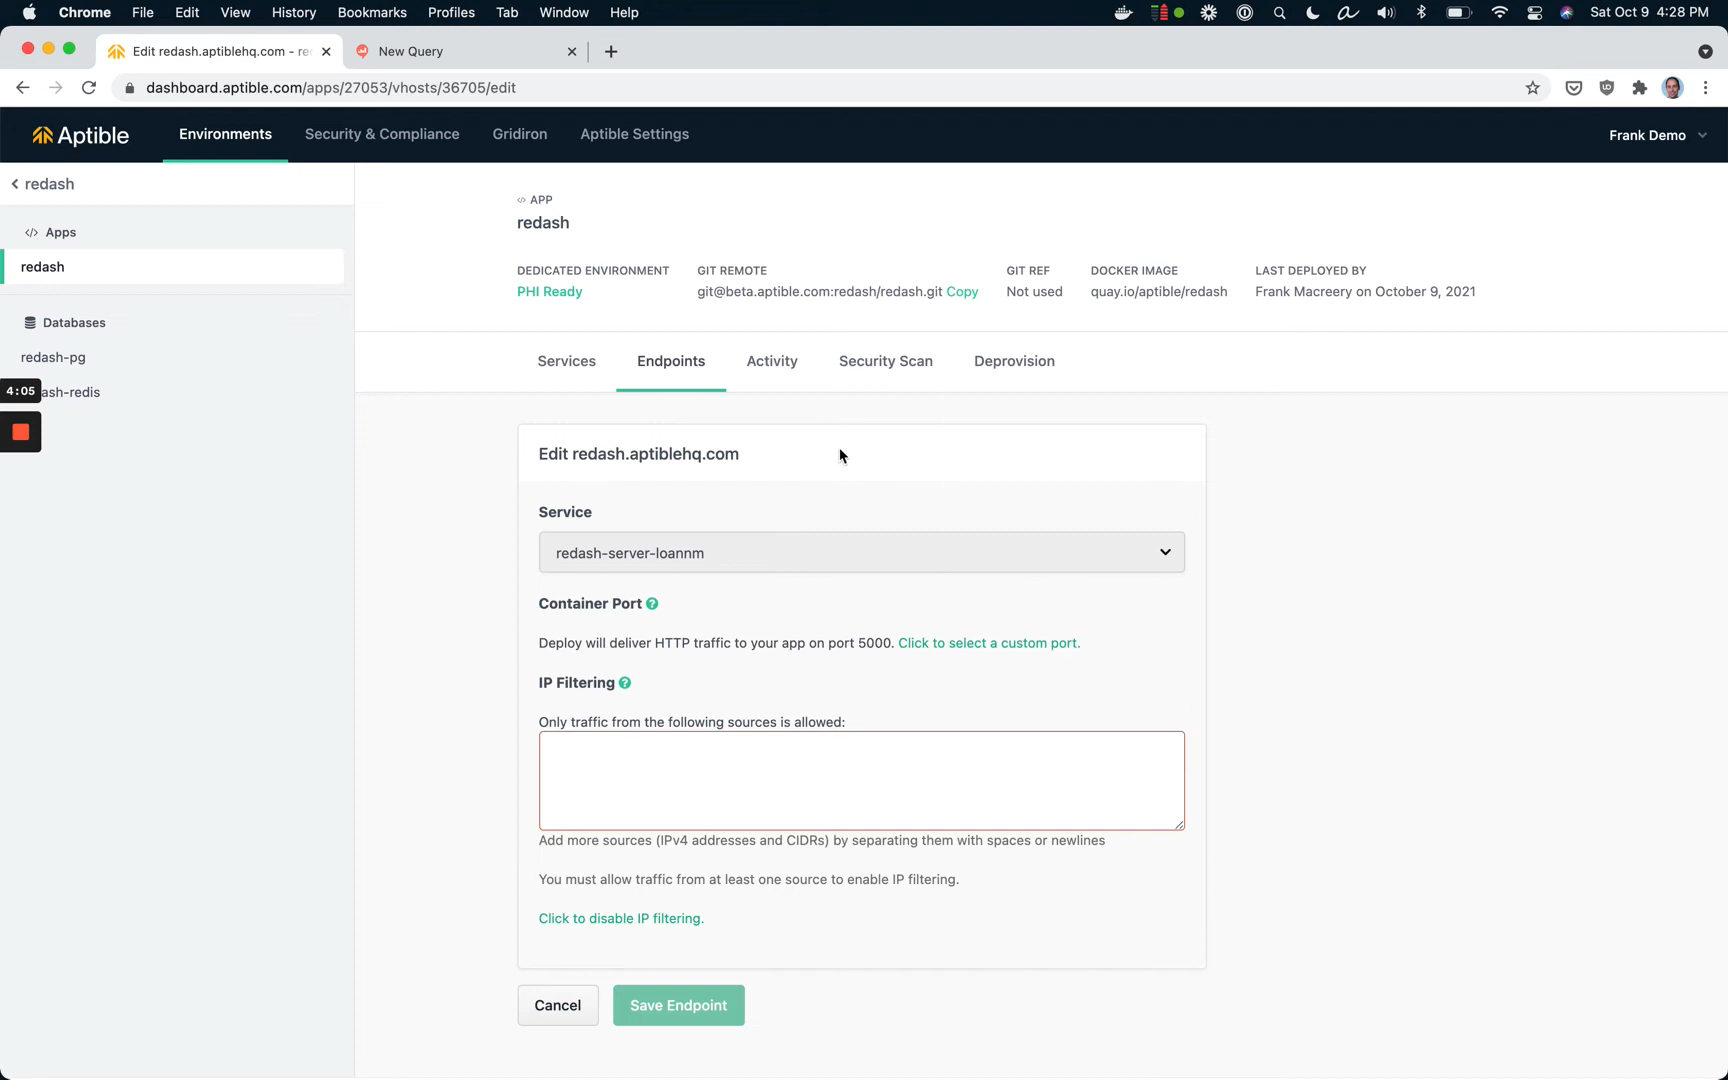 Chrome File Edit View History Bookmarks Profiles Tab Window Help Sat Oct 9 4:28 PM
Edit redash.aptiblehq.com - re New Query
dashboard.aptible.com/apps/27053/vhosts/36705/edit
Aptible Environments Security & Compliance Gridiron Aptible Settings Frank Demo
redash
Apps
redash
Databases
redash-pg
4:05 ash-redis
APP
redash
DEDICATED ENVIRONMENT GIT REMOTE GIT REF DOCKER IMAGE LAST DEPLOYED BY
PHI Ready git@beta.aptible.com:redash/redash.git Copy Not used quay.io/aptible/redash Frank Macreery on October 9, 2021
Services Endpoints Activity Security Scan Deprovision
Edit redash.aptiblehq.com
Service
redash-server-loannm
Container Port ?
Deploy will deliver HTTP traffic to your app on port 5000. Click to select a custom port.
IP Filtering ?
Only traffic from the following sources is allowed:
Add more sources (IPv4 addresses and CIDRs) by separating them with spaces or newlines
You must allow traffic from at least one source to enable IP filtering.
Click to disable IP filtering.
Cancel Save Endpoint